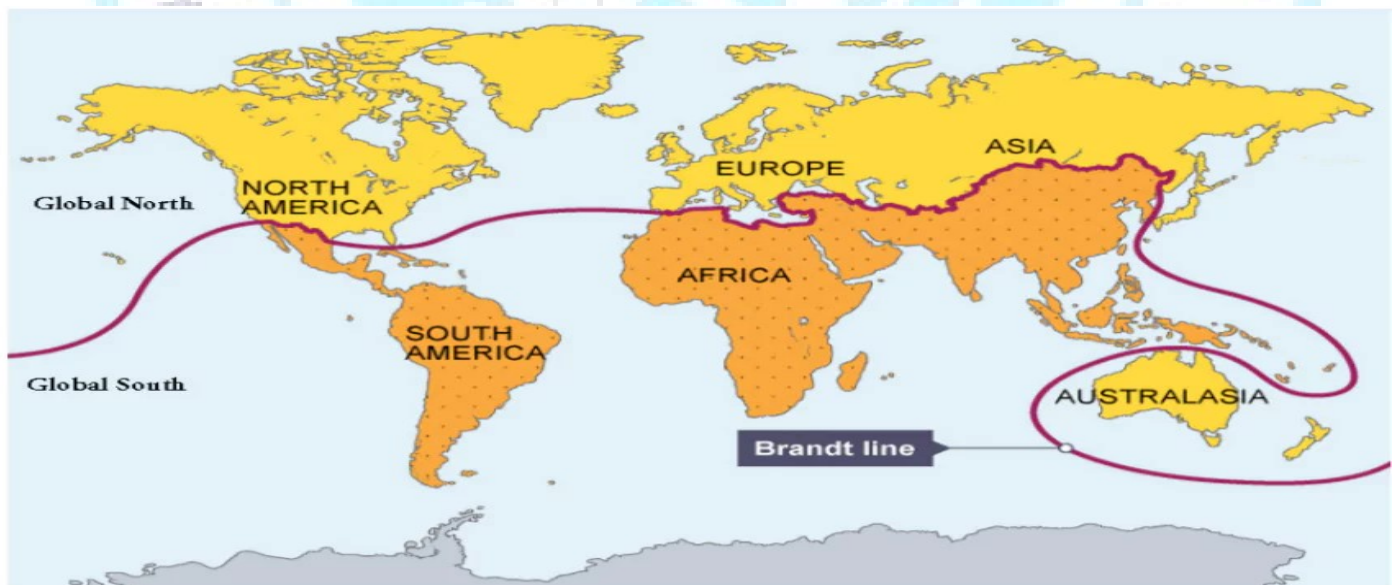 ASIA
EUROPE
NORTH
AMERICA
Global North
AFRICA
SOUTH
AMERICA
Global South
AUSTRALASIA
Brandt line